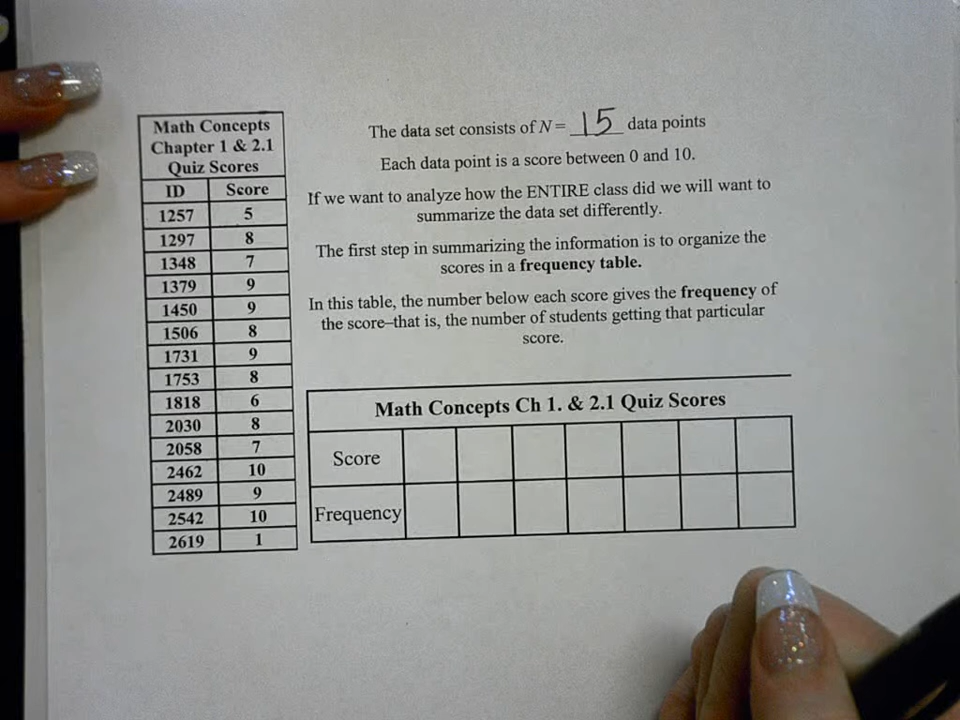 Math Concepts
Chapter 1 & 2.1
Quiz Scores
ID Score
1257 5
1297 8
1348 7
1379 9
1450 9
1506 8
1731 9
1753 8
1818 6
2030 8
2058 7
2462 10
2489 9
2542 10
2619 1
The data set consists of N= 15 data points
Each data point is a score between 0 and 10.
If we want to analyze how the ENTIRE class did we will want to
summarize the data set differently.
The first step in summarizing the information is to organize the
scores in a frequency table.
In this table, the number below each score gives the frequency of
the score–that is, the number of students getting that particular
score.
Math Concepts Ch 1. & 2.1 Quiz Scores
Score
Frequency